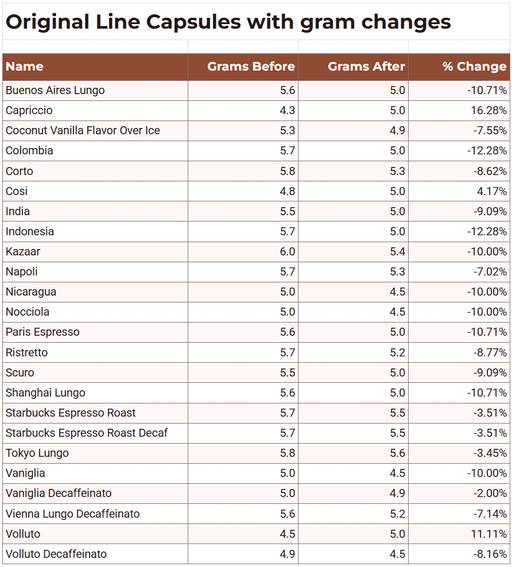 Original Line Capsules with gram changes
Name Grams Before Grams After % Change
Buenos Aires Lungo 5.6 5.0 -10.71%
Capriccio 4.3 5.0 16.28%
Coconut Vanilla Flavor Over Ice 5.3 4.9 -7.55%
Colombia 5.7 5.0 -12.28%
Corto 5.8 5.3 -8.62%
Cosi 4.8 5.0 4.17%
India 5.5 5.0 -9.09%
Indonesia 5.7 5.0 -12.28%
Kazaar 6.0 5.4 -10.00%
Napoli 5.7 5.3 -7.02%
Nicaragua 5.0 4.5 -10.00%
Nocciola 5.0 4.5 -10.00%
Paris Espresso 5.6 5.0 -10.71%
Ristretto 5.7 5.2 -8.77%
Scuro 5.5 5.0 -9.09%
Shanghai Lungo 5.6 5.0 -10.71%
Starbucks Espresso Roast 5.7 5.5 -3.51%
Starbucks Espresso Roast Decaf 5.7 5.5 -3.51%
Tokyo Lungo 5.8 5.6 -3.45%
Vaniglia 5.0 4.5 -10.00%
Vaniglia Decaffeinato 5.0 4.9 -2.00%
Vienna Lungo Decaffeinato 5.6 5.2 -7.14%
Volluto 4.5 5.0 11.11%
Volluto Decaffeinato 4.9 4.5 -8.16%